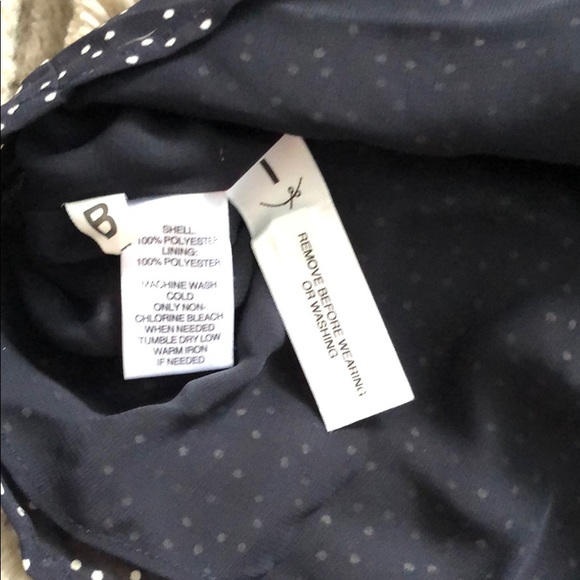 B
SHELL:
100% POLYESTER
LINING:
100% POLYESTER
MACHINE WASH
COLD
ONLY NON-
CHLORINE BLEACH
WHEN NEEDED
TUMBLE DRY LOW
WARM IRON
IF NEEDED
REMOVE BEFORE WEARING
OR WASHING